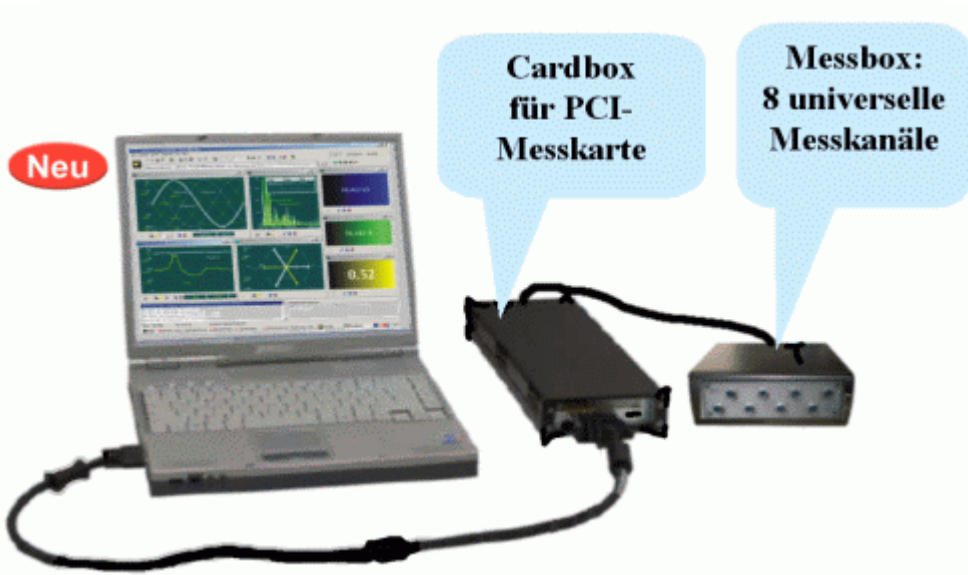 Neu
Cardbox
für PCI-
Messkarte
Messbox:
8 universelle
Messkanäle
0.52